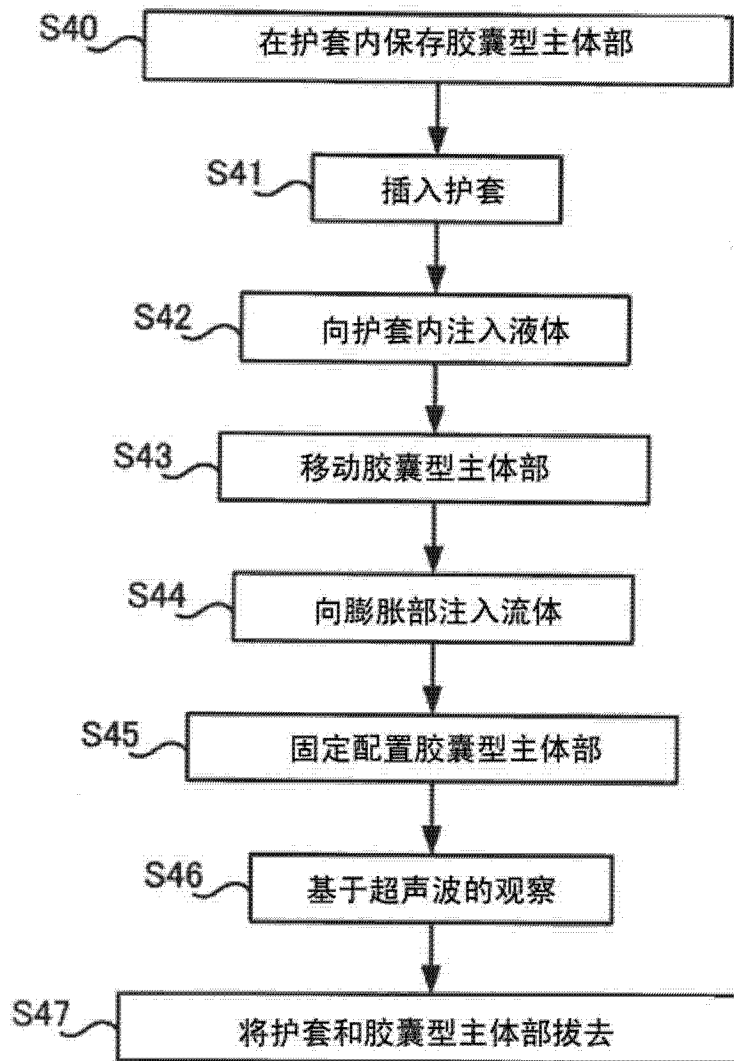 S40
在护套内保存胶囊型主体部
S41
插入护套
S42
向护套内注入液体
S43
移动胶囊型主体部
S44
向膨胀部注入流体
S45
固定配置胶囊型主体部
S46
基于超声波的观察
S47
将护套和胶囊型主体部拔去